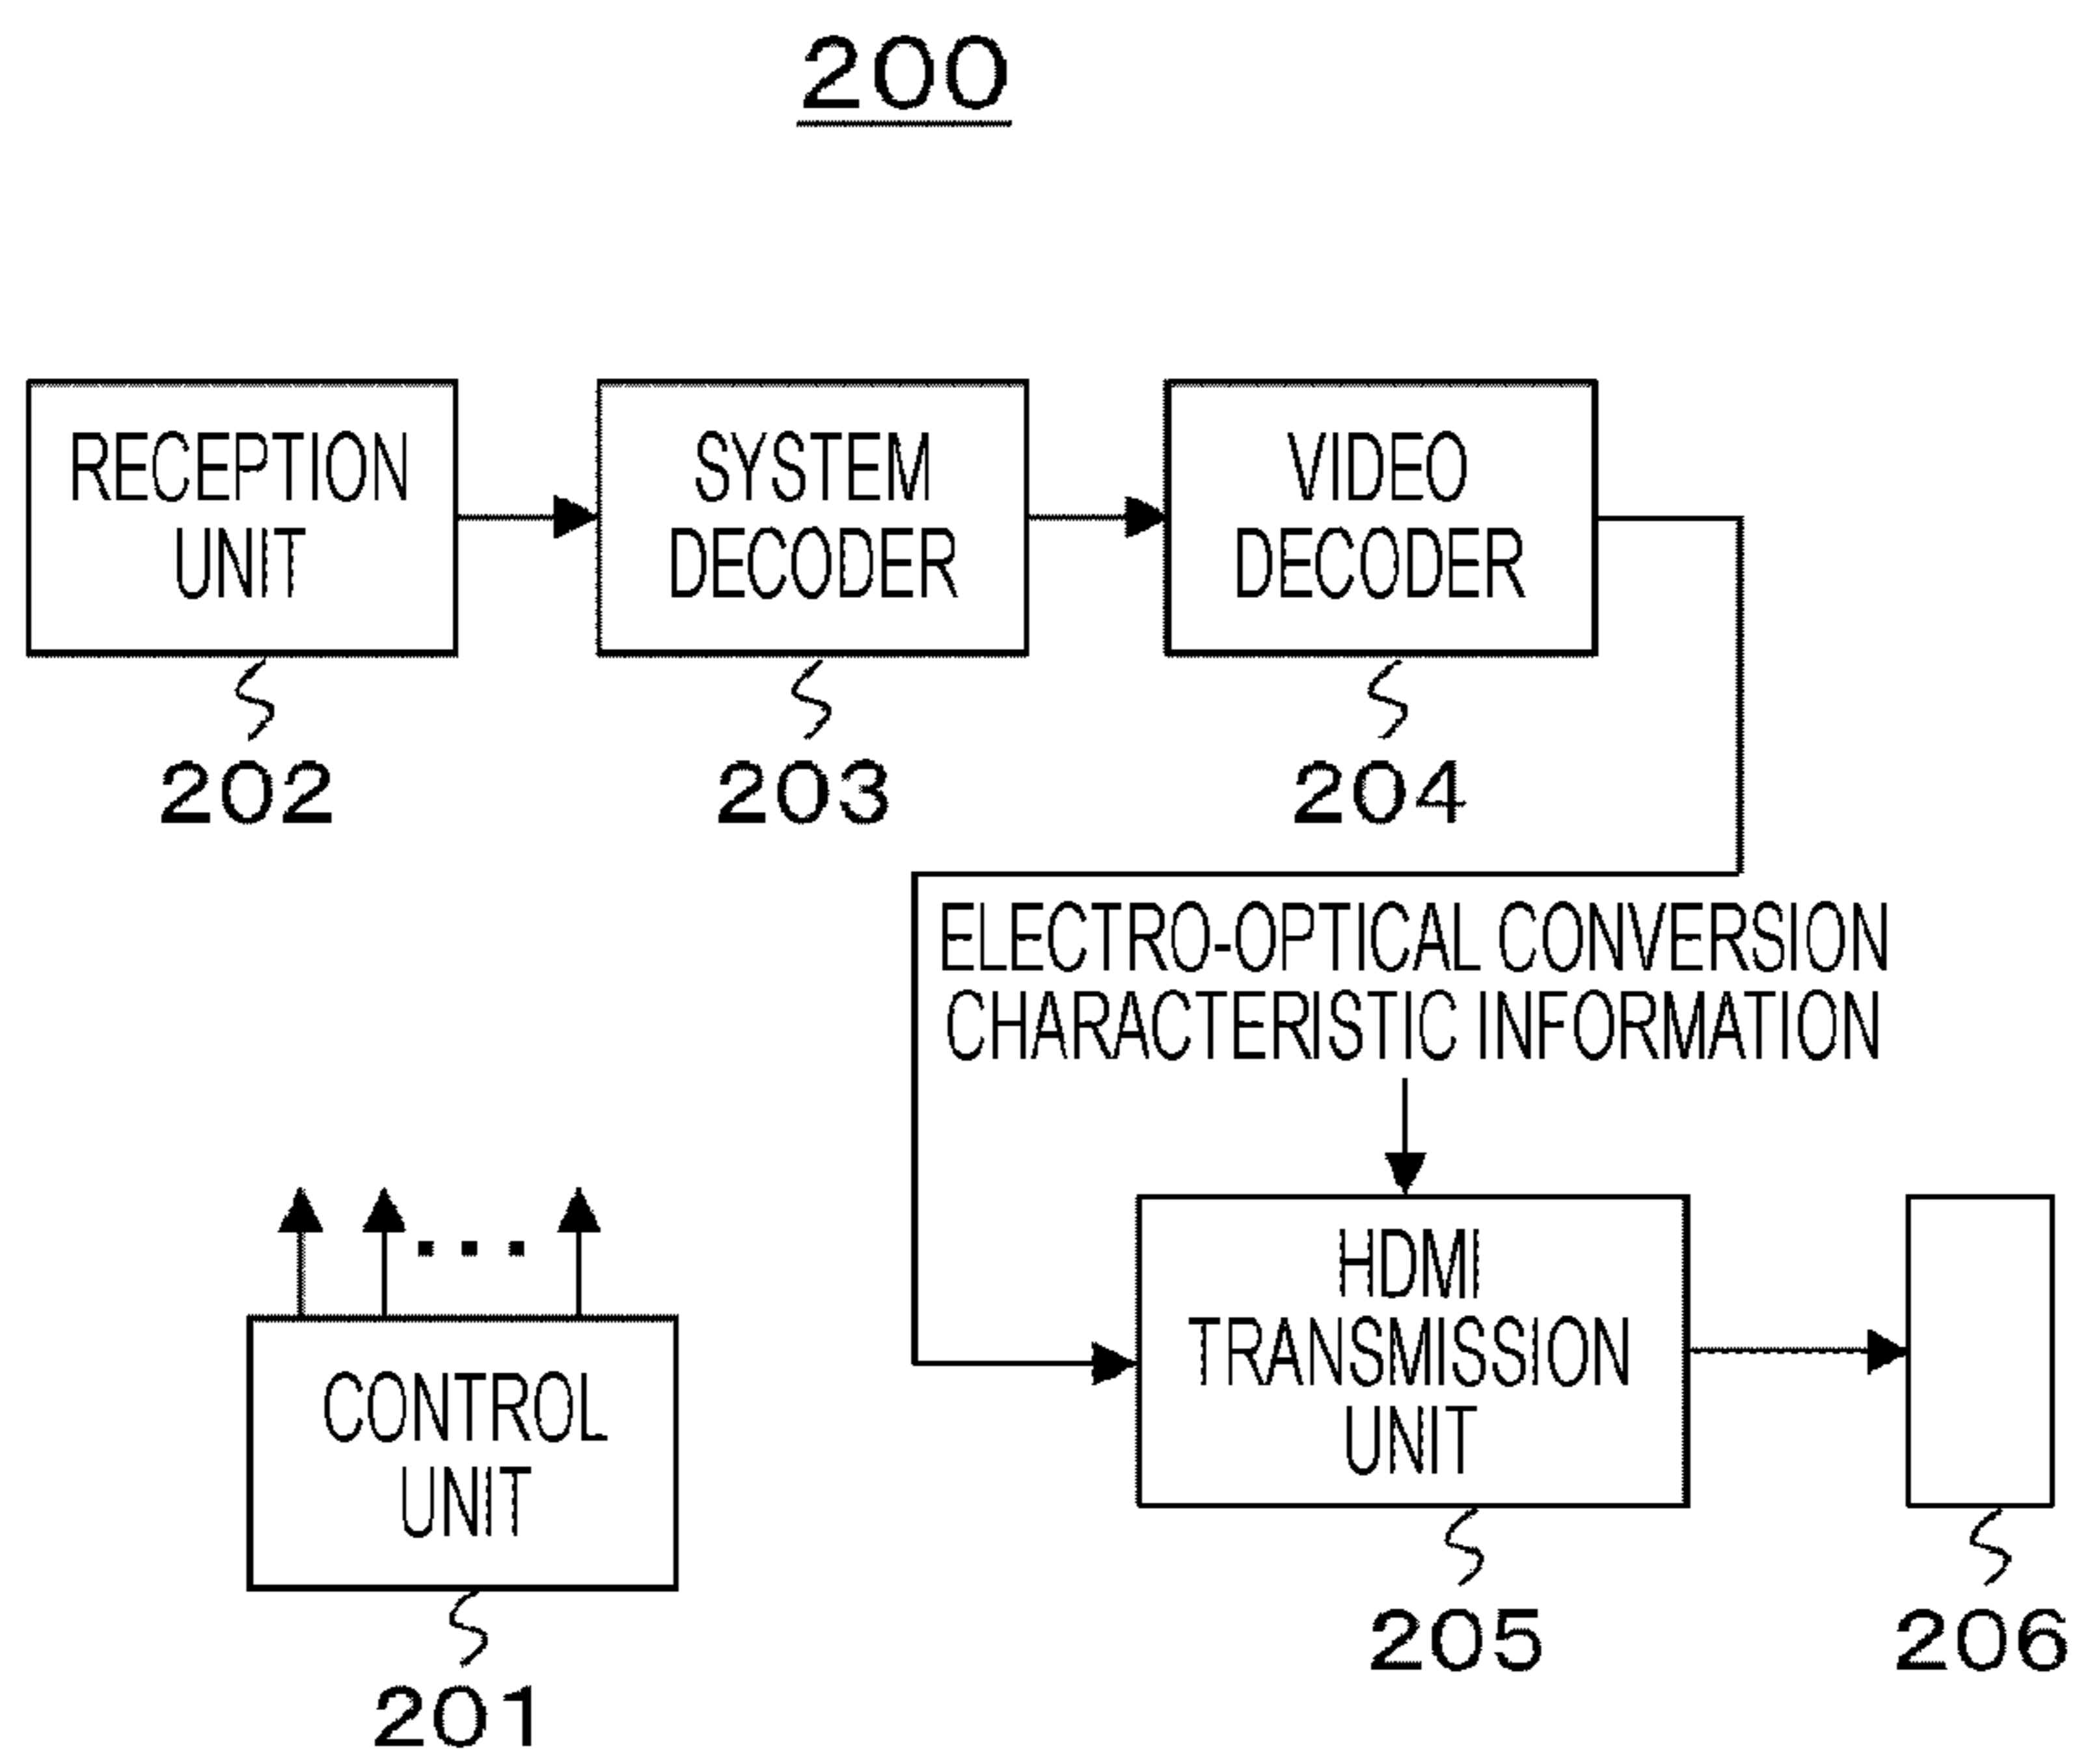 200
RECEPTION
UNIT
SYSTEM
DECODER
VIDEO
DECODER
202
203
204
ELECTRO-OPTICAL CONVERSION
CHARACTERISTIC INFORMATION
HDMI
TRANSMISSION
UNIT
CONTROL
UNIT
205
206
201